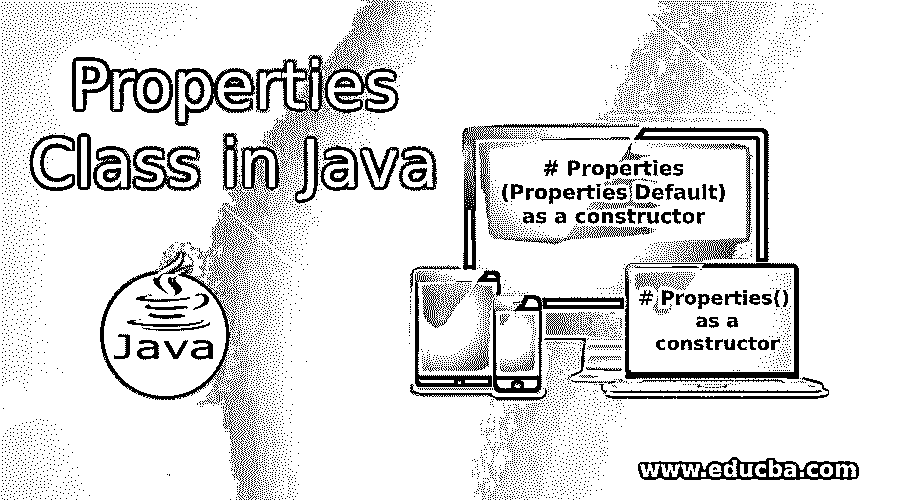 Properties
Class in Java
# Properties
(Properties Default)
as a constructor
# Properties()
as a
constructor
Java
www.educba.com